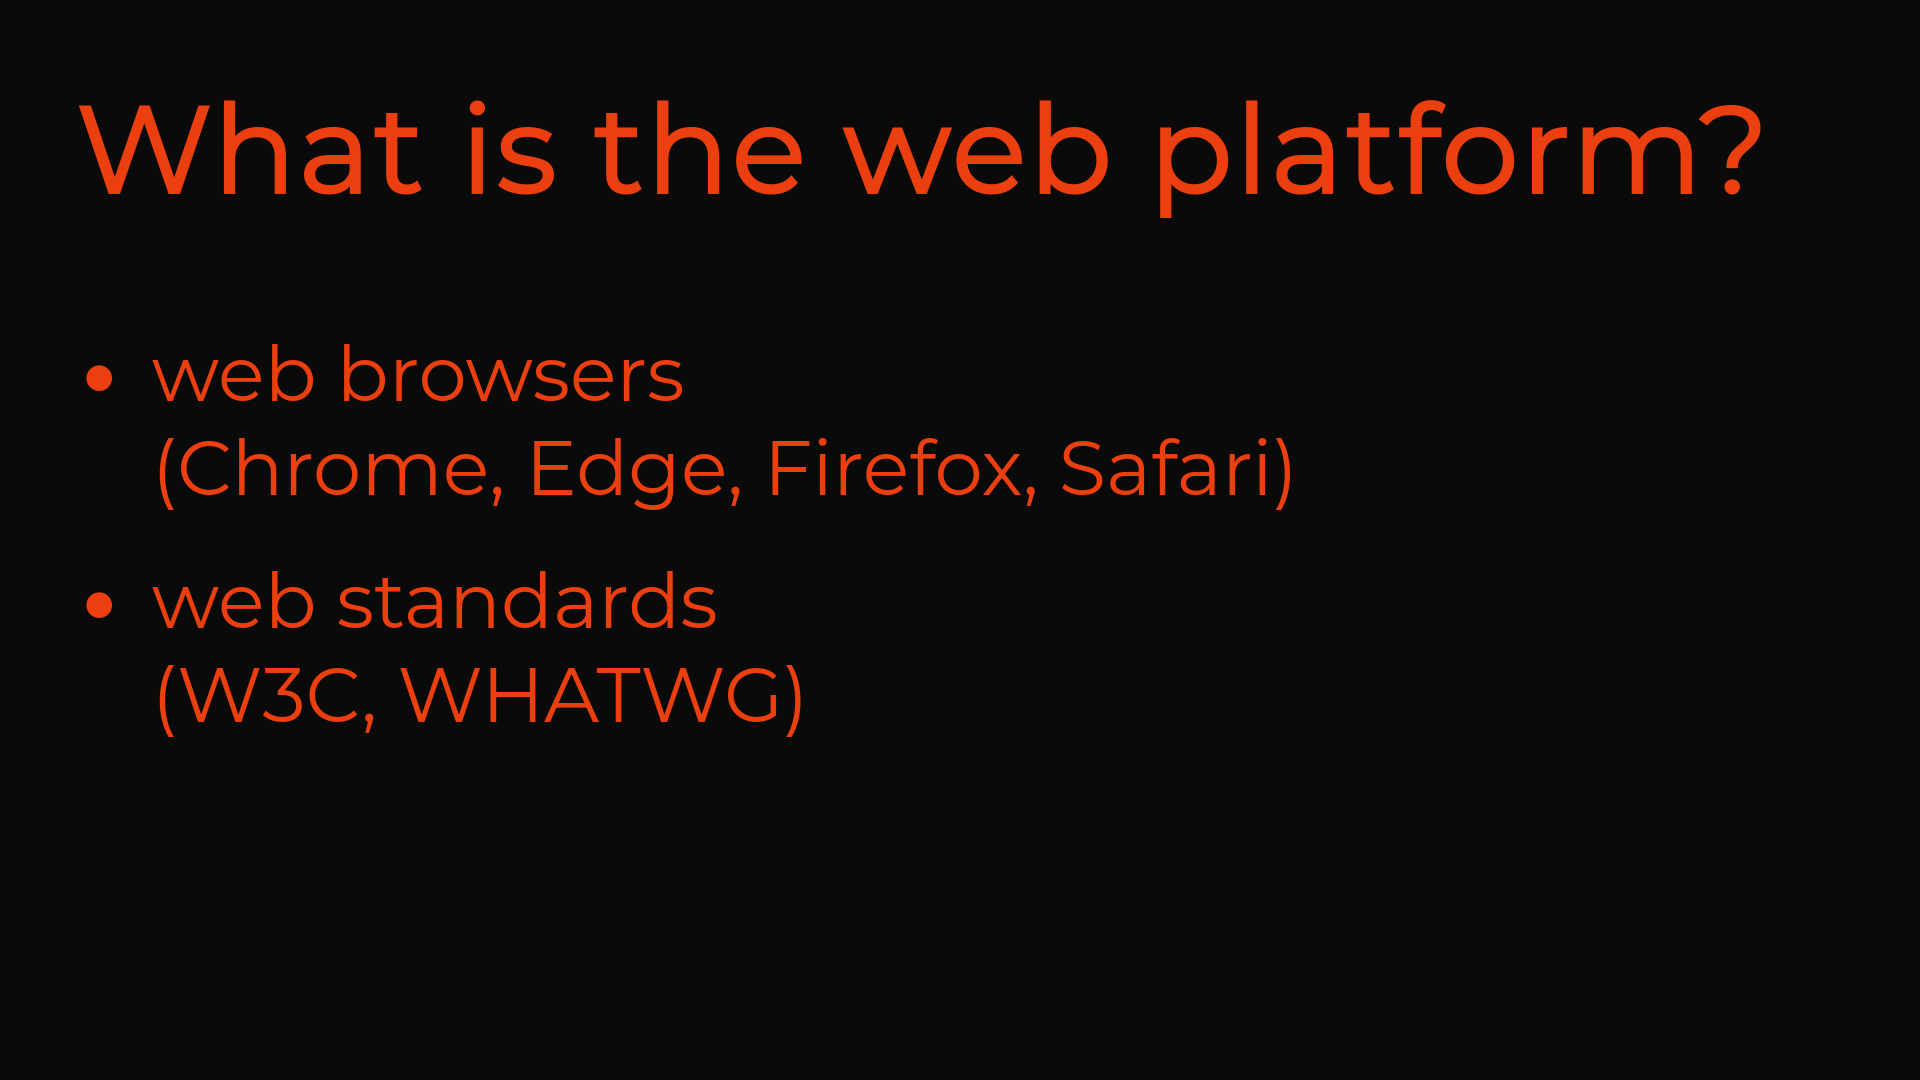 What is the web platform?
• web browsers
(Chrome, Edge, Firefox, Safari)
• web standards
(W3C, WHATWG)